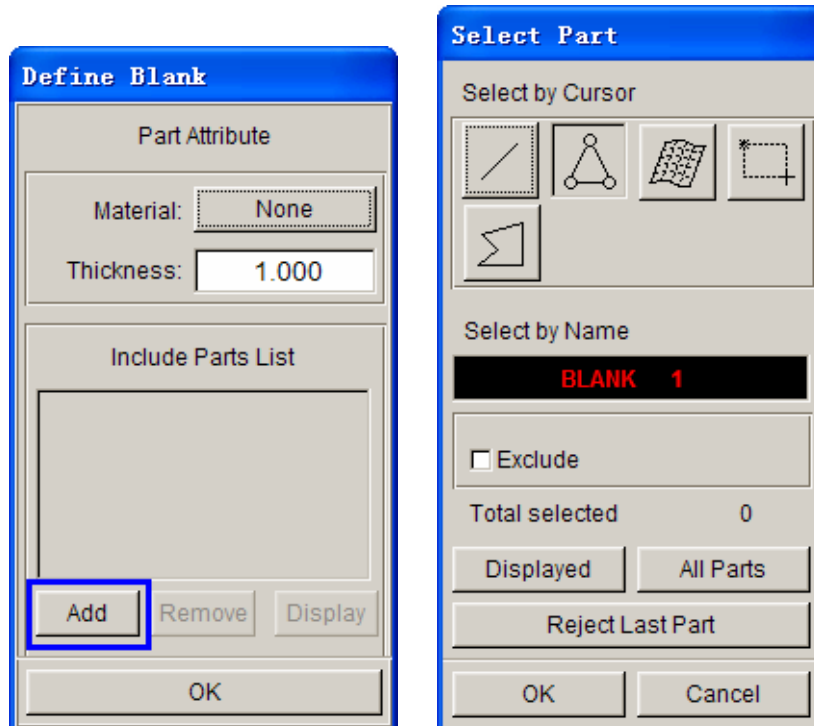 Define Blank
Part Attribute
Material: None
Thickness: 1.000
Include Parts List
Add Remove Display
OK
Select Part
Select by Cursor
Select by Name
BLANK 1
Exclude
Total selected 0
Displayed All Parts
Reject Last Part
OK Cancel